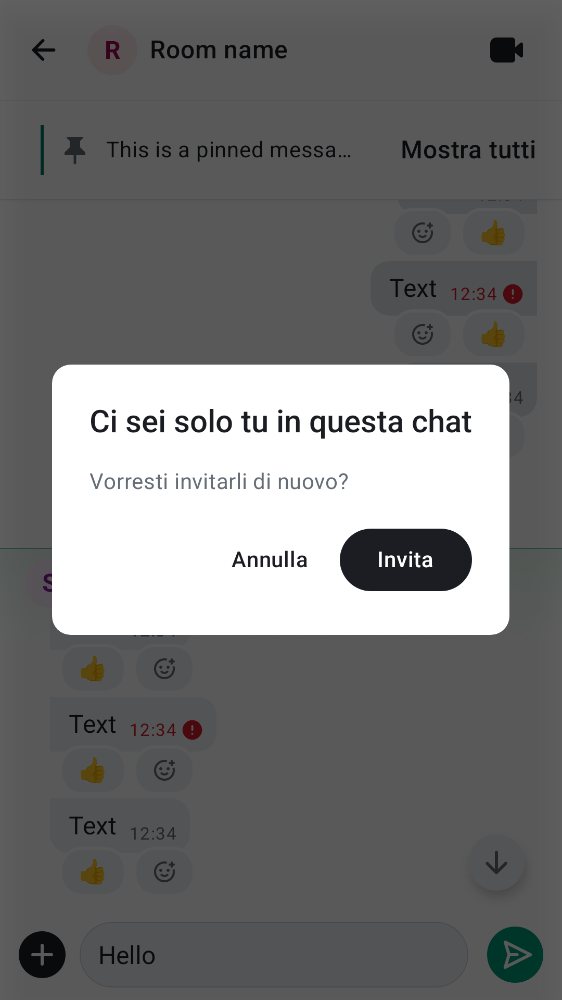 R Room name
This is a pinned messa… Mostra tutti
Text 12:34
Ci sei solo tu in questa chat
Vorresti invitarli di nuovo?
Annulla Invita
Text 12:34
Text 12:34
Hello